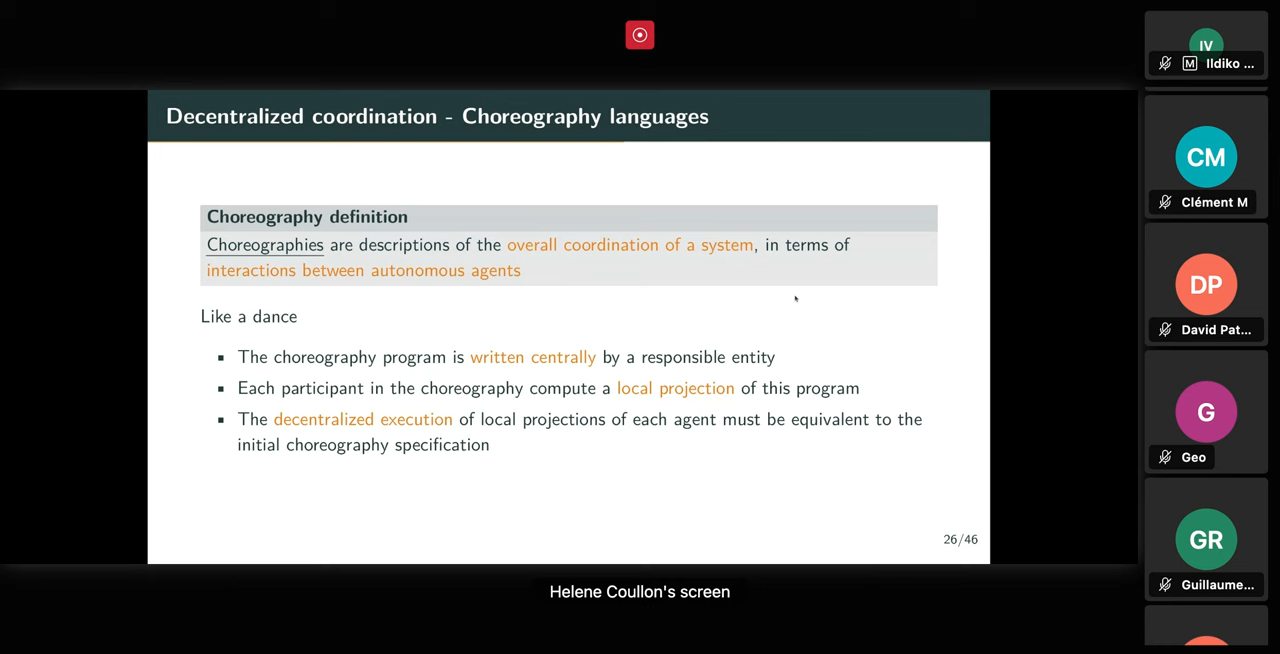 Decentralized coordination - Choreography languages
Choreography definition
Choreographies are descriptions of the overall coordination of a system, in terms of
interactions between autonomous agents
Like a dance
The choreography program is written centrally by a responsible entity
Each participant in the choreography compute a local projection of this program
The decentralized execution of local projections of each agent must be equivalent to the
initial choreography specification
26/46
Helene Coullon's screen
IV
M Ildiko ...
CM
Clément M
DP
David Pat...
G
Geo
GR
Guillaume...